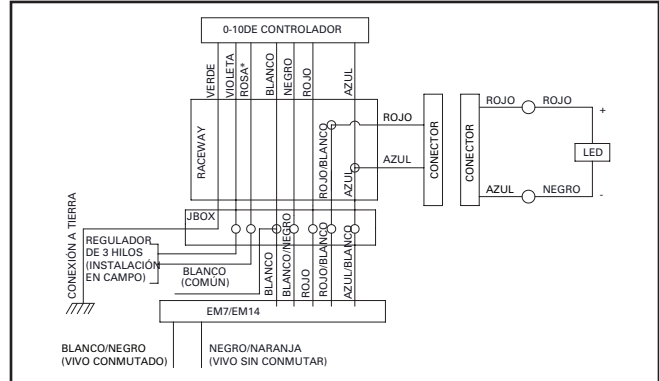 0-10DE CONTROLADOR
VERDE
VIOLETA
ROSA*
BLANCO
NEGRO
ROJO
AZUL
RACEWAY
ROJO/BLANCO
AZUL
ROJO
AZUL
CONECTOR
CONECTOR
ROJO
ROJO
+
LED
AZUL
NEGRO
-
JBOX
CONEXIÓN A TIERRA
REGULADOR
DE 3 HILOS
(INSTALACIÓN
EN CAMPO)
BLANCO
(COMÚN)
BLANCO
BLANCO/NEGRO
ROJO
ROJO/BLANCO
AZUL/BLANCO
EM7/EM14
BLANCO/NEGRO
(VIVO CONMUTADO)
NEGRO/NARANJA
(VIVO SIN CONMUTAR)